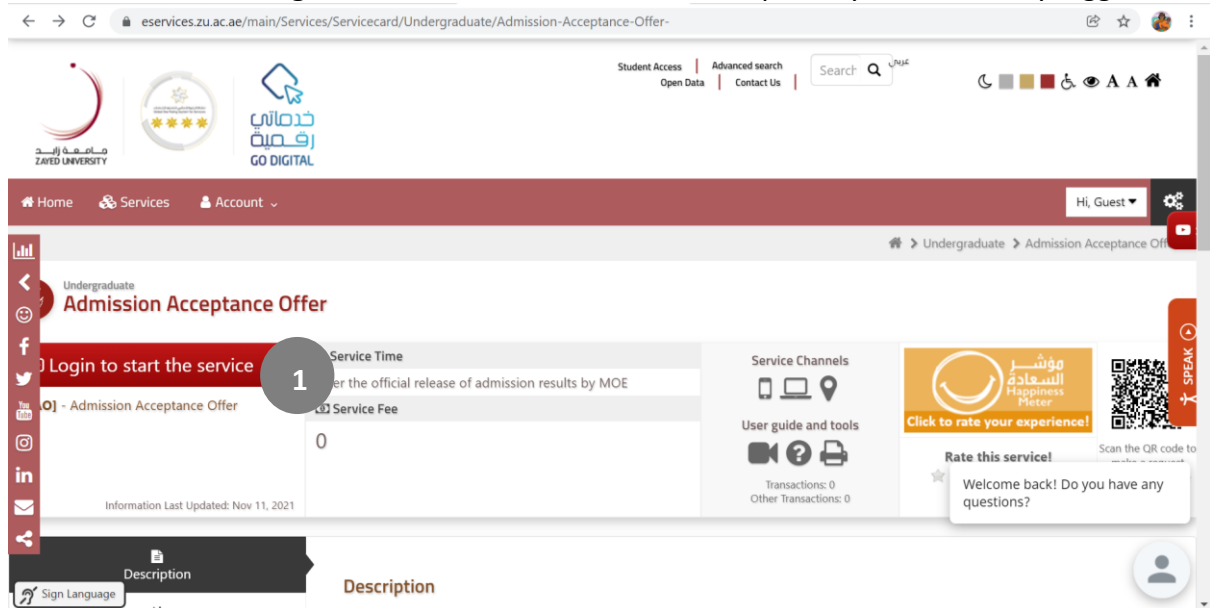 eservices.zu.ac.ae/main/Services/Servicecard/Undergraduate/Admission-Acceptance-Offer-
Student Access | Advanced search
Open Data | Contact Us |
Search
عربي
جامعة زايد
ZAYED UNIVERSITY
خدماتي
رقمية
GO DIGITAL
Home Services Account
Hi, Guest
Undergraduate Admission Acceptance Off
Undergraduate
Admission Acceptance Offer
Login to start the service
1
Service Time
er the official release of admission results by MOE
O] - Admission Acceptance Offer
Service Fee
0
Information Last Updated: Nov 11, 2021
Service Channels
User guide and tools
Transactions: 0
Other Transactions: 0
مؤشر
السعادة
Happiness
Meter
Click to rate your experience!
Rate this service!
Scan the QR code to
SPEAK
You
Tube
Welcome back! Do you have any
questions?
Description
Sign Language
Description
A A